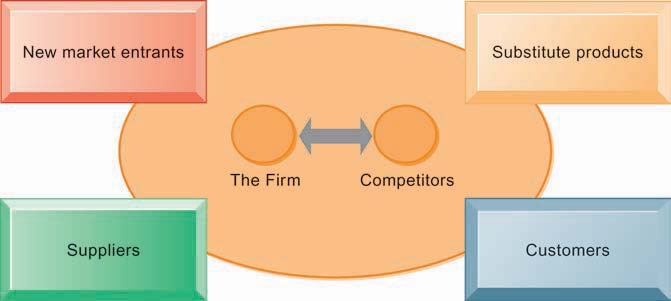 New market entrants
Substitute products
The Firm
Competitors
Suppliers
Customers